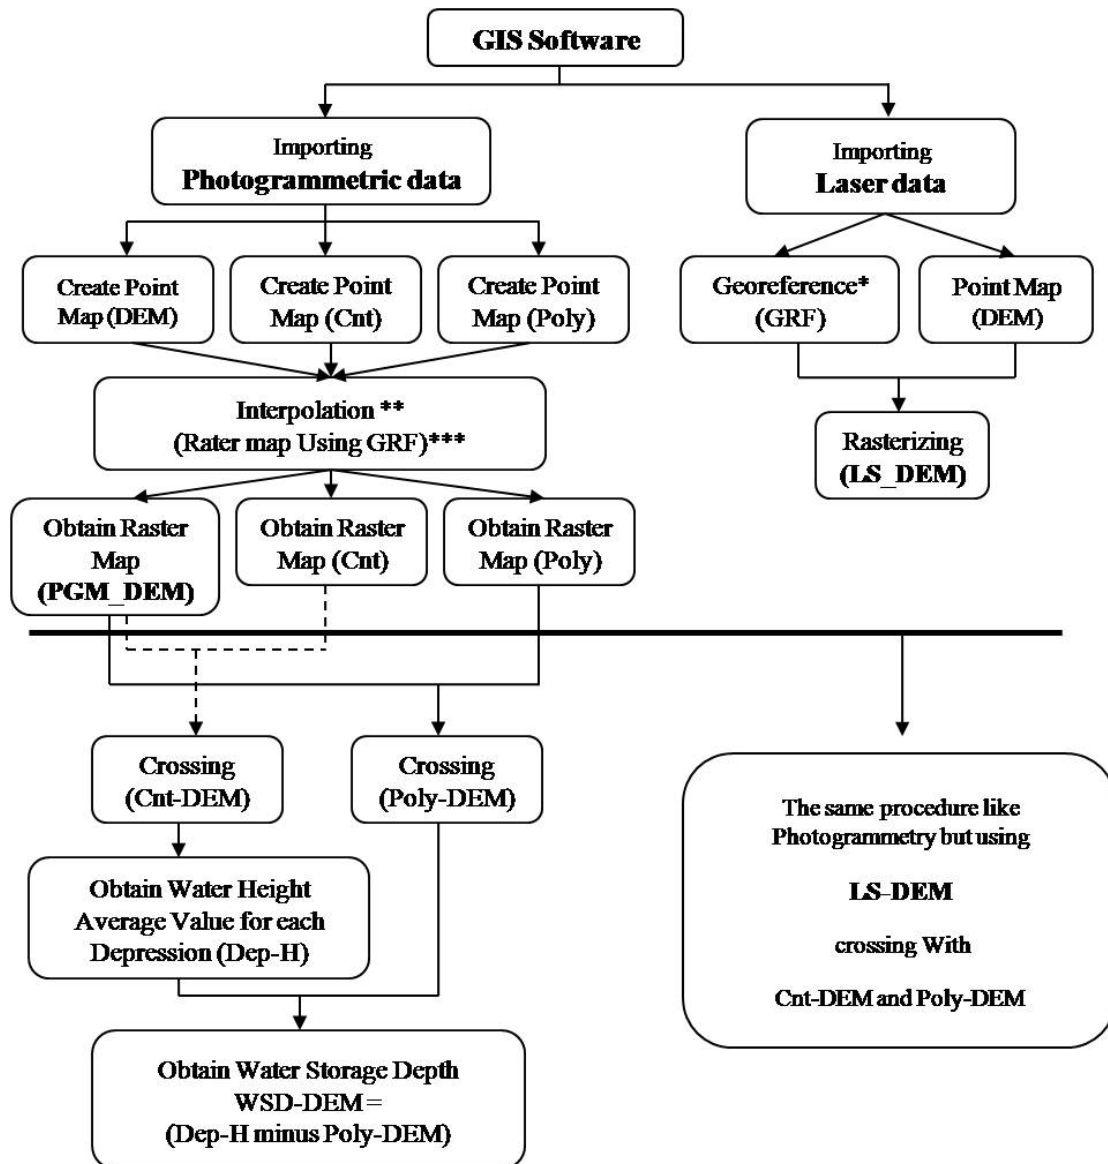 GIS Software
Importing
Photogrammetric data
Importing
Laser data
Create Point
Map (DEM)
Create Point
Map (Cnt)
Create Point
Map (Poly)
Georeference*
(GRF)
Point Map
(DEM)
Interpolation **
(Rater map Using GRF)***
Rasterizing
(LS_DEM)
Obtain Raster
Map
(PGM_DEM)
Obtain Raster
Map (Cnt)
Obtain Raster
Map (Poly)
Crossing
(Cnt-DEM)
Crossing
(Poly-DEM)
The same procedure like
Photogrammetry but using
LS-DEM
crossing With
Cnt-DEM and Poly-DEM
Obtain Water Height
Average Value for each
Depression (Dep-H)
Obtain Water Storage Depth
WSD-DEM =
(Dep-H minus Poly-DEM)